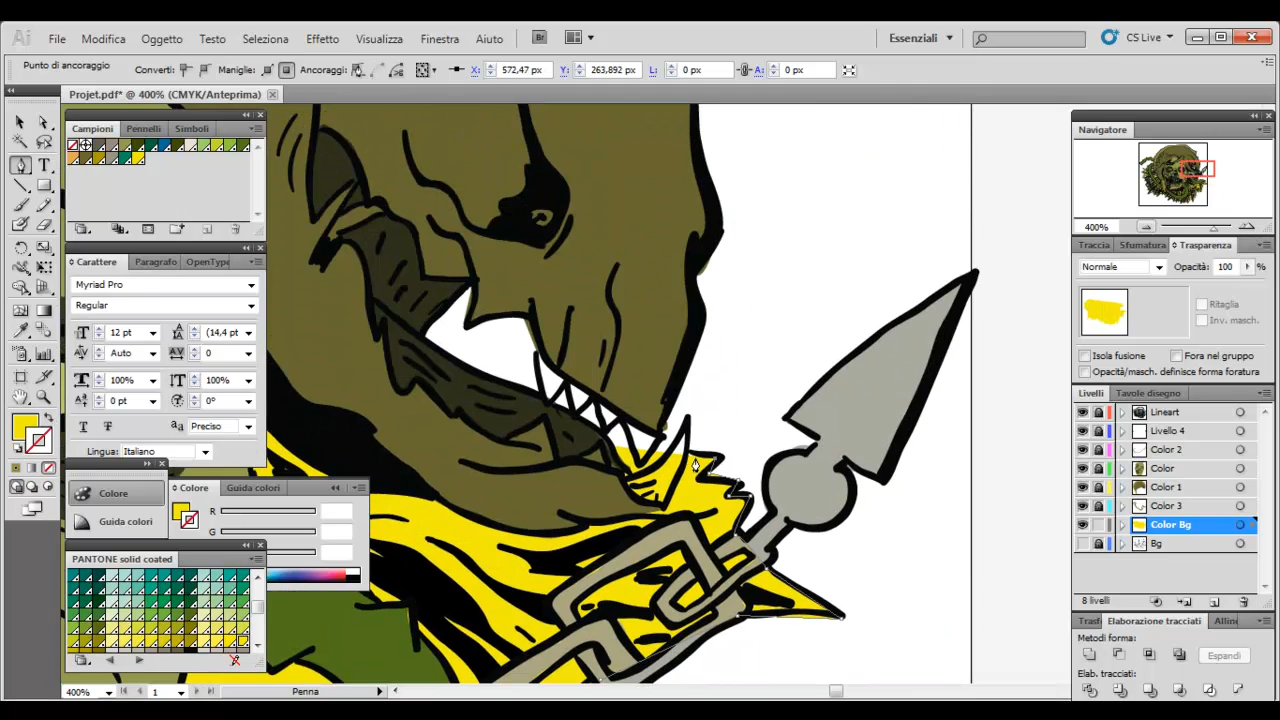 Ai File Modifica Oggetto Testo Seleziona Effetto Visualizza Finestra Aiuto Br Essenziali CS Live
Punto di ancoraggio Converti: Maniglie: Ancoraggi: X: 572,47 px Y: 263,892 px L: 0 px A: 0 px
Projet.pdf* @ 400% (CMYK/Anteprima)
Campioni Pennelli Simboli
Carattere Paragrafo OpenType
Myriad Pro
Regular
12 pt (14,4 pt
Auto 0
100% 100%
0 pt 0°
Preciso
Lingua: Italiano
Colore
Guida colori
Colore Guida colori
R
G
PANTONE solid coated
400% 1 Penna
Navigatore
400%
Traccia Sfumatura Trasparenza
Normale Opacità: 100 %
Ritaglia
Inv. masch.
Isola fusione Fora nel gruppo
Opacità/masch. definisce forma foratura
Livelli Tavole disegno
Lineart
Livello 4
Color 2
Color
Color 1
Color 3
Color Bg
Bg
8 livelli
Trasf Elaborazione tracciati Allin
Metodi forma:
Espandi
Elab. tracciati: